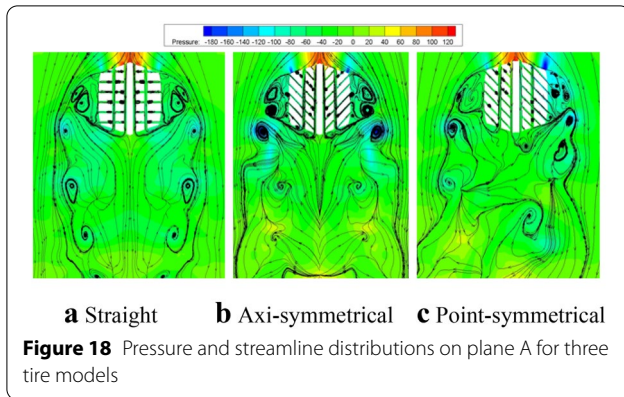 Pressure: -180 -160 -140 -120 -100 -80 -60 -40 -20 0 20 40 60 80 100 120
a Straight b Axi-symmetrical c Point-symmetrical
Figure 18 Pressure and streamline distributions on plane A for three
tire models